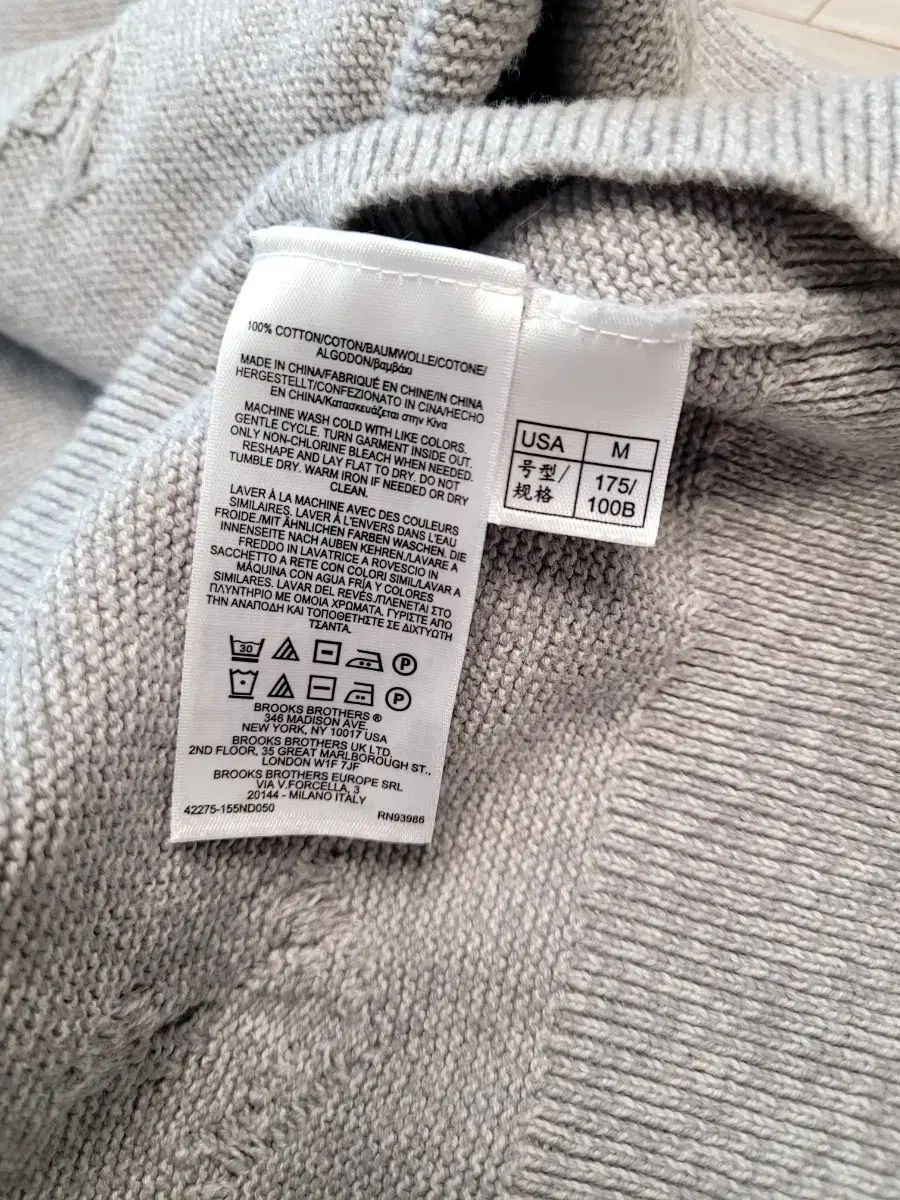 100% COTTON/COTON/BAUMWOLLE/COTONE/
ALGODON/βαμβάκι
MADE IN CHINA/FABRIQUÉ EN CHINE/IN CHINA
HERGESTELLT/CONFEZIONATO IN CINA/HECHO
EN CHINA/Κατασκευάζεται στην Κίνα
MACHINE WASH COLD WITH LIKE COLORS.
GENTLE CYCLE. TURN GARMENT INSIDE OUT.
ONLY NON-CHLORINE BLEACH WHEN NEEDED.
RESHAPE AND LAY FLAT TO DRY. DO NOT
TUMBLE DRY. WARM IRON IF NEEDED OR DRY
CLEAN.
LAVER À LA MACHINE AVEC DES COULEURS
SIMILAIRES. LAVER À L'ENVERS DANS L'EAU
FROIDE./MIT ÄHNLICHEN FARBEN WASCHEN. DIE
INNENSEITE NACH AUßEN KEHREN./LAVARE A
FREDDO IN LAVATRICE A ROVESCIO IN
SACCHETTO A RETE CON COLORI SIMILI/LAVAR A
MÁQUINA CON AGUA FRÍA Y COLORES
SIMILARES. LAVAR DEL REVÉS./ΠΛΕΝΕΤΑΙ ΣΤΟ
ΠΛΥΝΤΗΡΙΟ ΜΕ ΟΜΟΙΑ ΧΡΩΜΑΤΑ. ΓΥΡΙΣΤΕ ΑΠΟ
ΤΗΝ ΑΝΑΠΟΔΗ ΚΑΙ ΤΟΠΟΘΕΤΗΣΤΕ ΣΕ ΔΙΧΤΥΩΤΗ
ΤΣΑΝΤΑ.
30 P
P
BROOKS BROTHERS ®
346 MADISON AVE.
NEW YORK, NY 10017 USA
BROOKS BROTHERS UK LTD.
2ND FLOOR, 35 GREAT MARLBOROUGH ST.,
LONDON W1F 7JF
BROOKS BROTHERS EUROPE SRL
VIA V.FORCELLA, 3
20144 - MILANO ITALY
42275-155ND050 RN93986
USA M
号型/ 175/
规格 100B